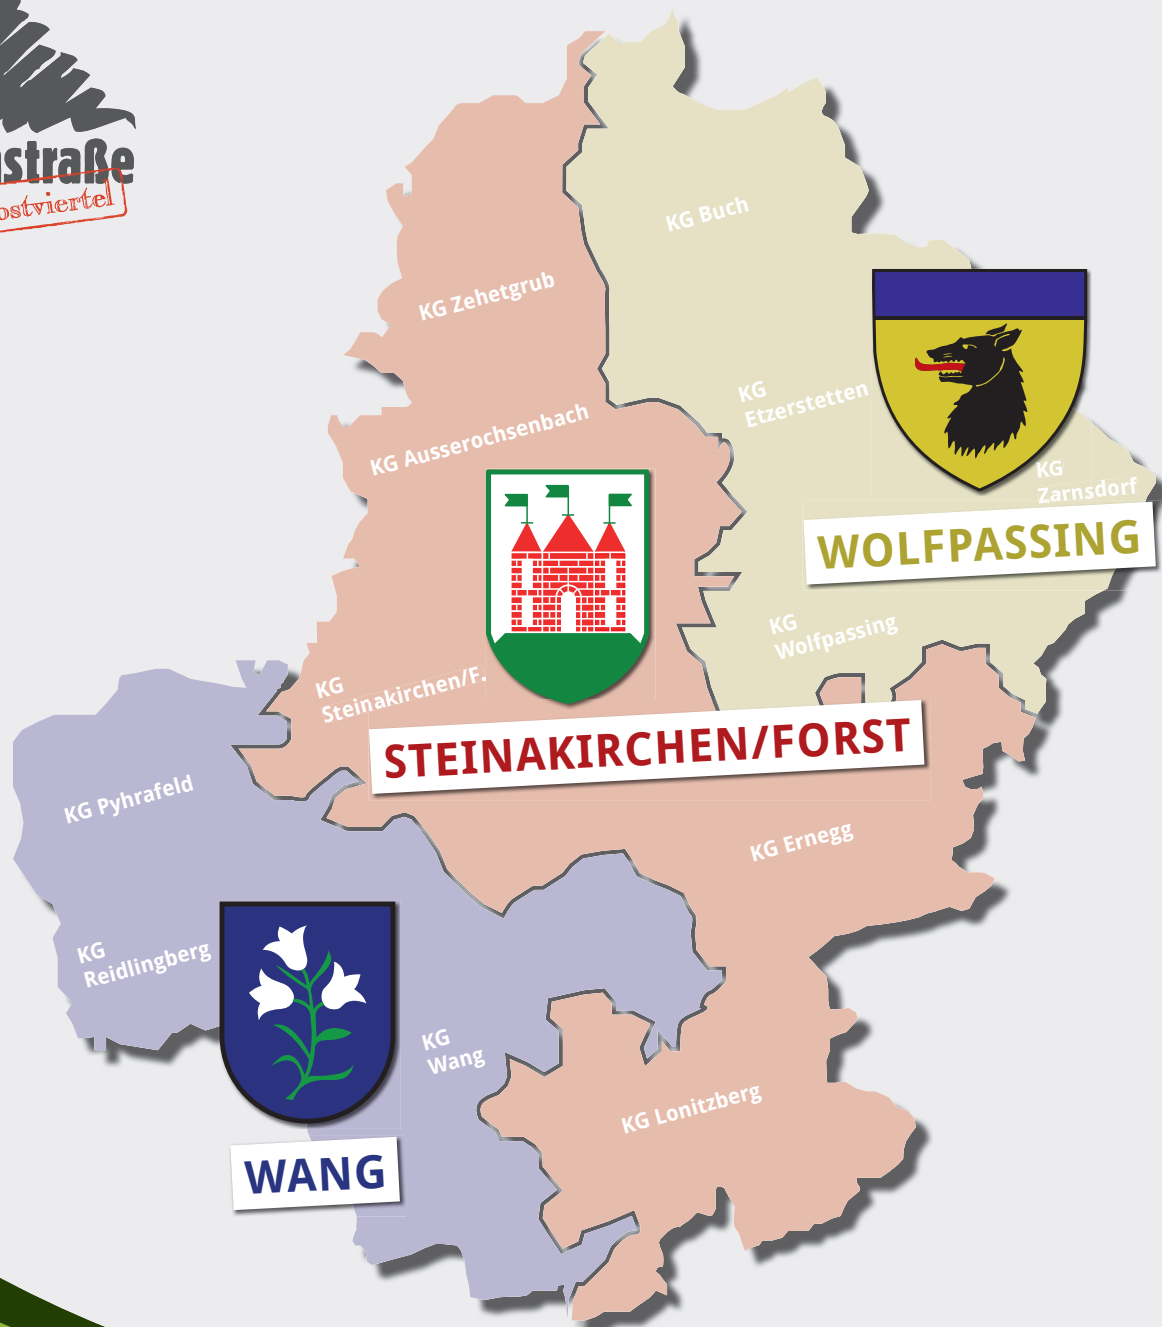 straße
ostviertel
KG Buch
KG Zehetgrub
KG
Etzerstetten
KG Ausserochsenbach
KG
Zarnsdorf
WOLFPASSING
KG
Wolfpassing
KG
Steinakirchen/F.
STEINAKIRCHEN/FORST
KG Pyhrafeld
KG Ernegg
KG
Reidlingberg
KG
Wang
KG Lonitzberg
WANG